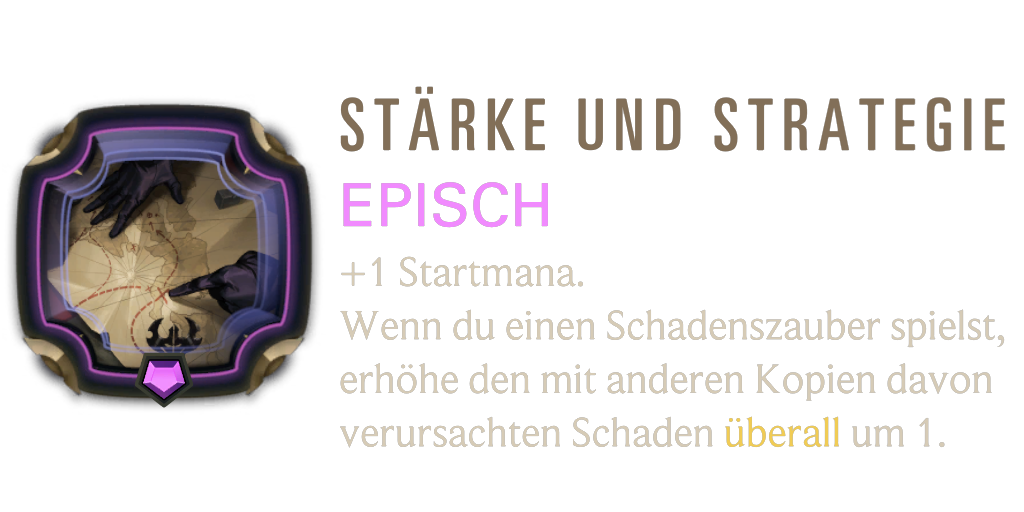 STÄRKE UND STRATEGIE
EPISCH
+1 Startmana.
Wenn du einen Schadenszauber spielst,
erhöhe den mit anderen Kopien davon
verursachten Schaden überall um 1.